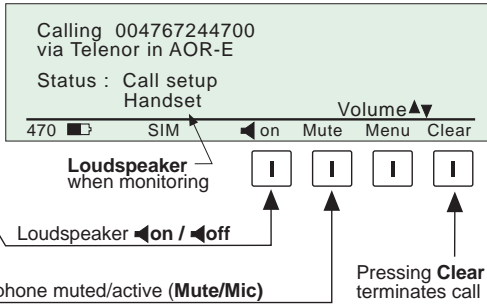 Calling 004767244700
via Telenor in AOR-E
Status : Call setup
Handset
Volume
470 SIM on Mute Menu Clear
Loudspeaker
when monitoring
Loudspeaker on / off
phone muted/active (Mute/Mic)
Pressing Clear
terminates call